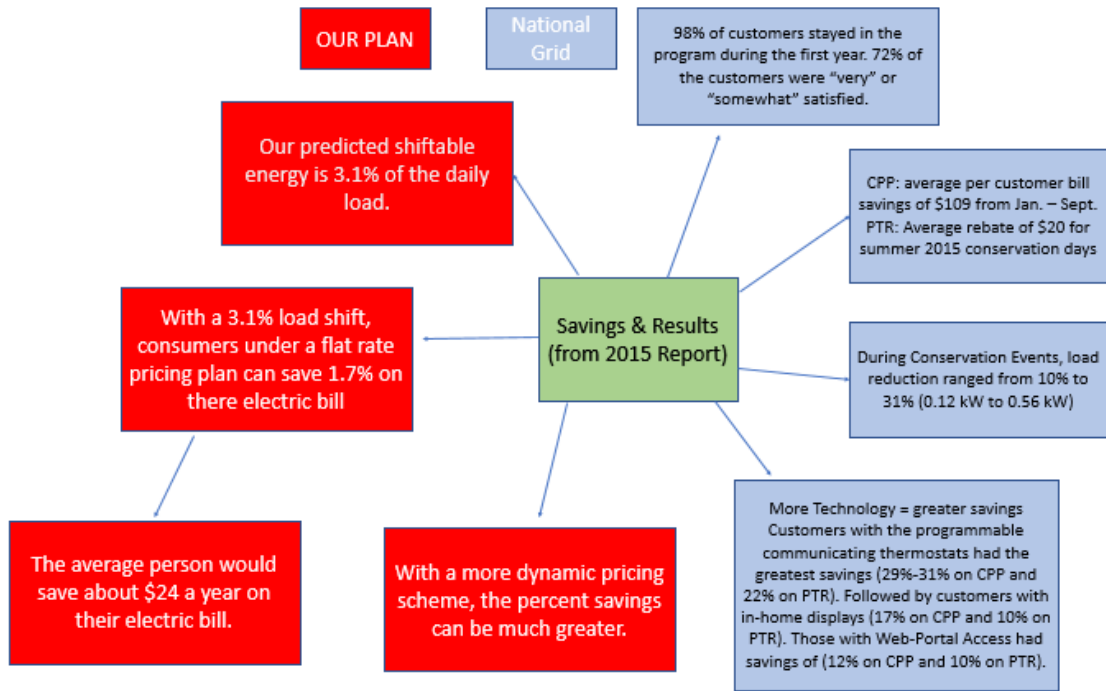 OUR PLAN
National
Grid
98% of customers stayed in the
program during the first year. 72% of
the customers were “very” or
“somewhat” satisfied.
Our predicted shiftable
energy is 3.1% of the daily
load.
CPP: average per customer bill
savings of $109 from Jan. – Sept.
PTR: Average rebate of $20 for
summer 2015 conservation days
With a 3.1% load shift,
consumers under a flat rate
pricing plan can save 1.7% on
there electric bill
Savings & Results
(from 2015 Report)
During Conservation Events, load
reduction ranged from 10% to
31% (0.12 kW to 0.56 kW)
The average person would
save about $24 a year on
their electric bill.
With a more dynamic pricing
scheme, the percent savings
can be much greater.
More Technology = greater savings
Customers with the programmable
communicating thermostats had the
greatest savings (29%-31% on CPP and
22% on PTR). Followed by customers with
in-home displays (17% on CPP and 10% on
PTR). Those with Web-Portal Access had
savings of (12% on CPP and 10% on PTR).